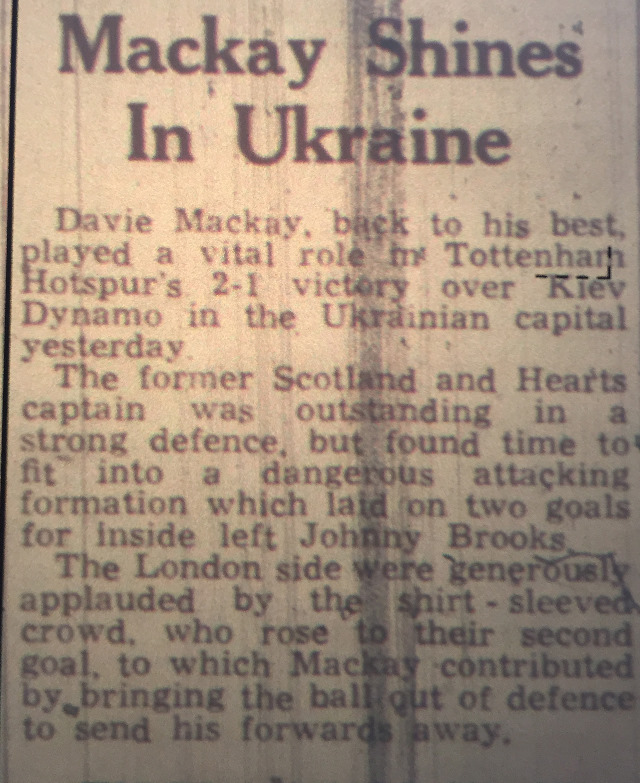 Mackay Shines
In Ukraine
Davie Mackay, back to his best,
played a vital role in Tottenham
Hotspur's 2-1 victory over Kiev
Dynamo in the Ukrainian capital
yesterday.
The former Scotland and Hearts
captain was outstanding in a
strong defence, but found time to
fit into a dangerous attacking
formation which laid on two goals
for inside left Johnny Brooks.
The London side were generously
applauded by the shirt - sleeved
crowd, who rose to their second
goal, to which Mackay contributed
by bringing the ball out of defence
to send his forwards away.